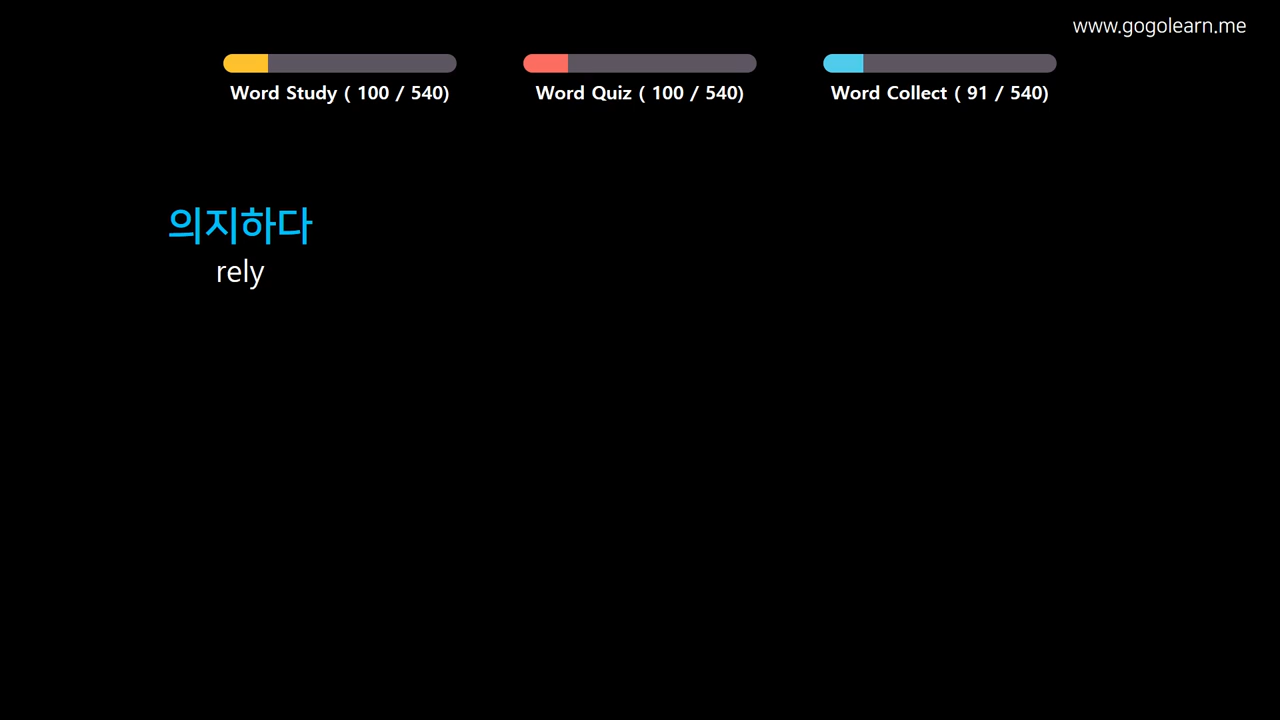 www.gogolearn.me
Word Study ( 100 / 540)
Word Quiz ( 100 / 540)
Word Collect ( 91 / 540)
의지하다
rely